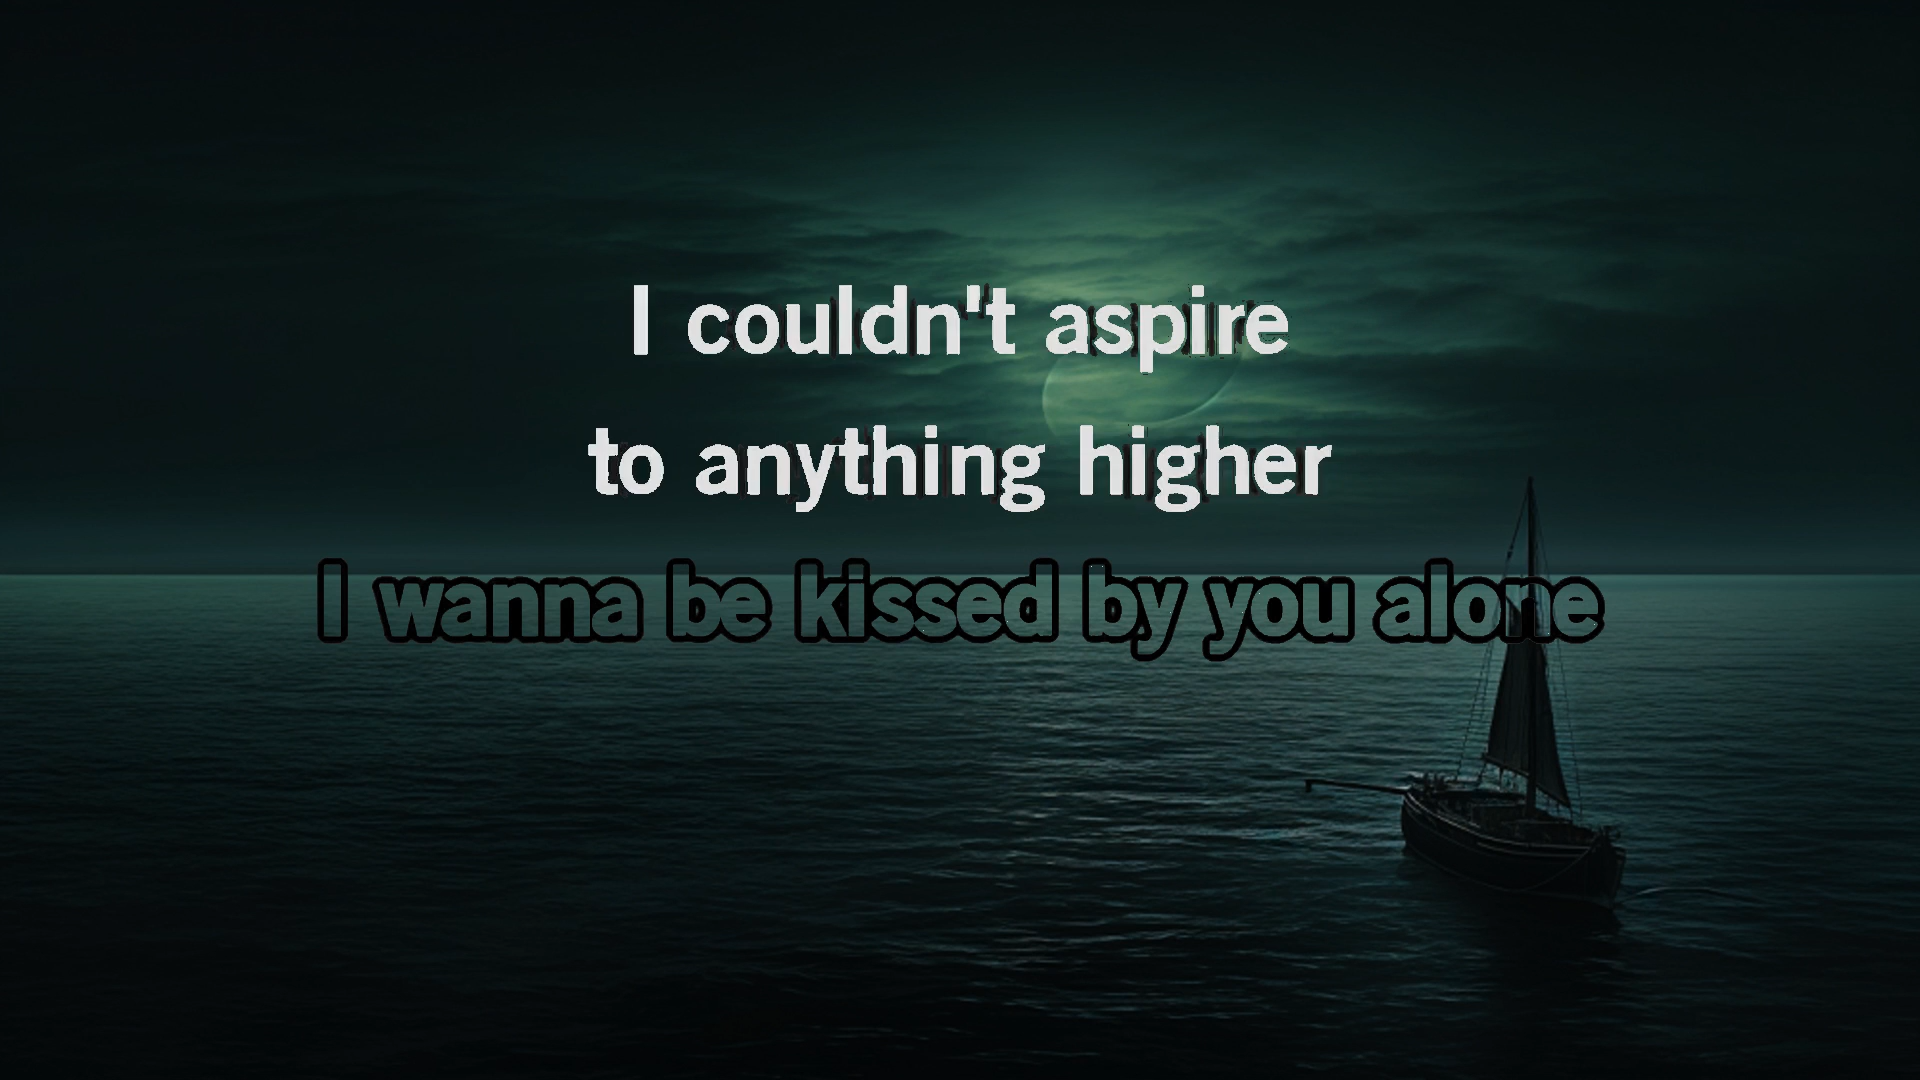 I couldn't aspire
to anything higher
I wanna be kissed by you alone